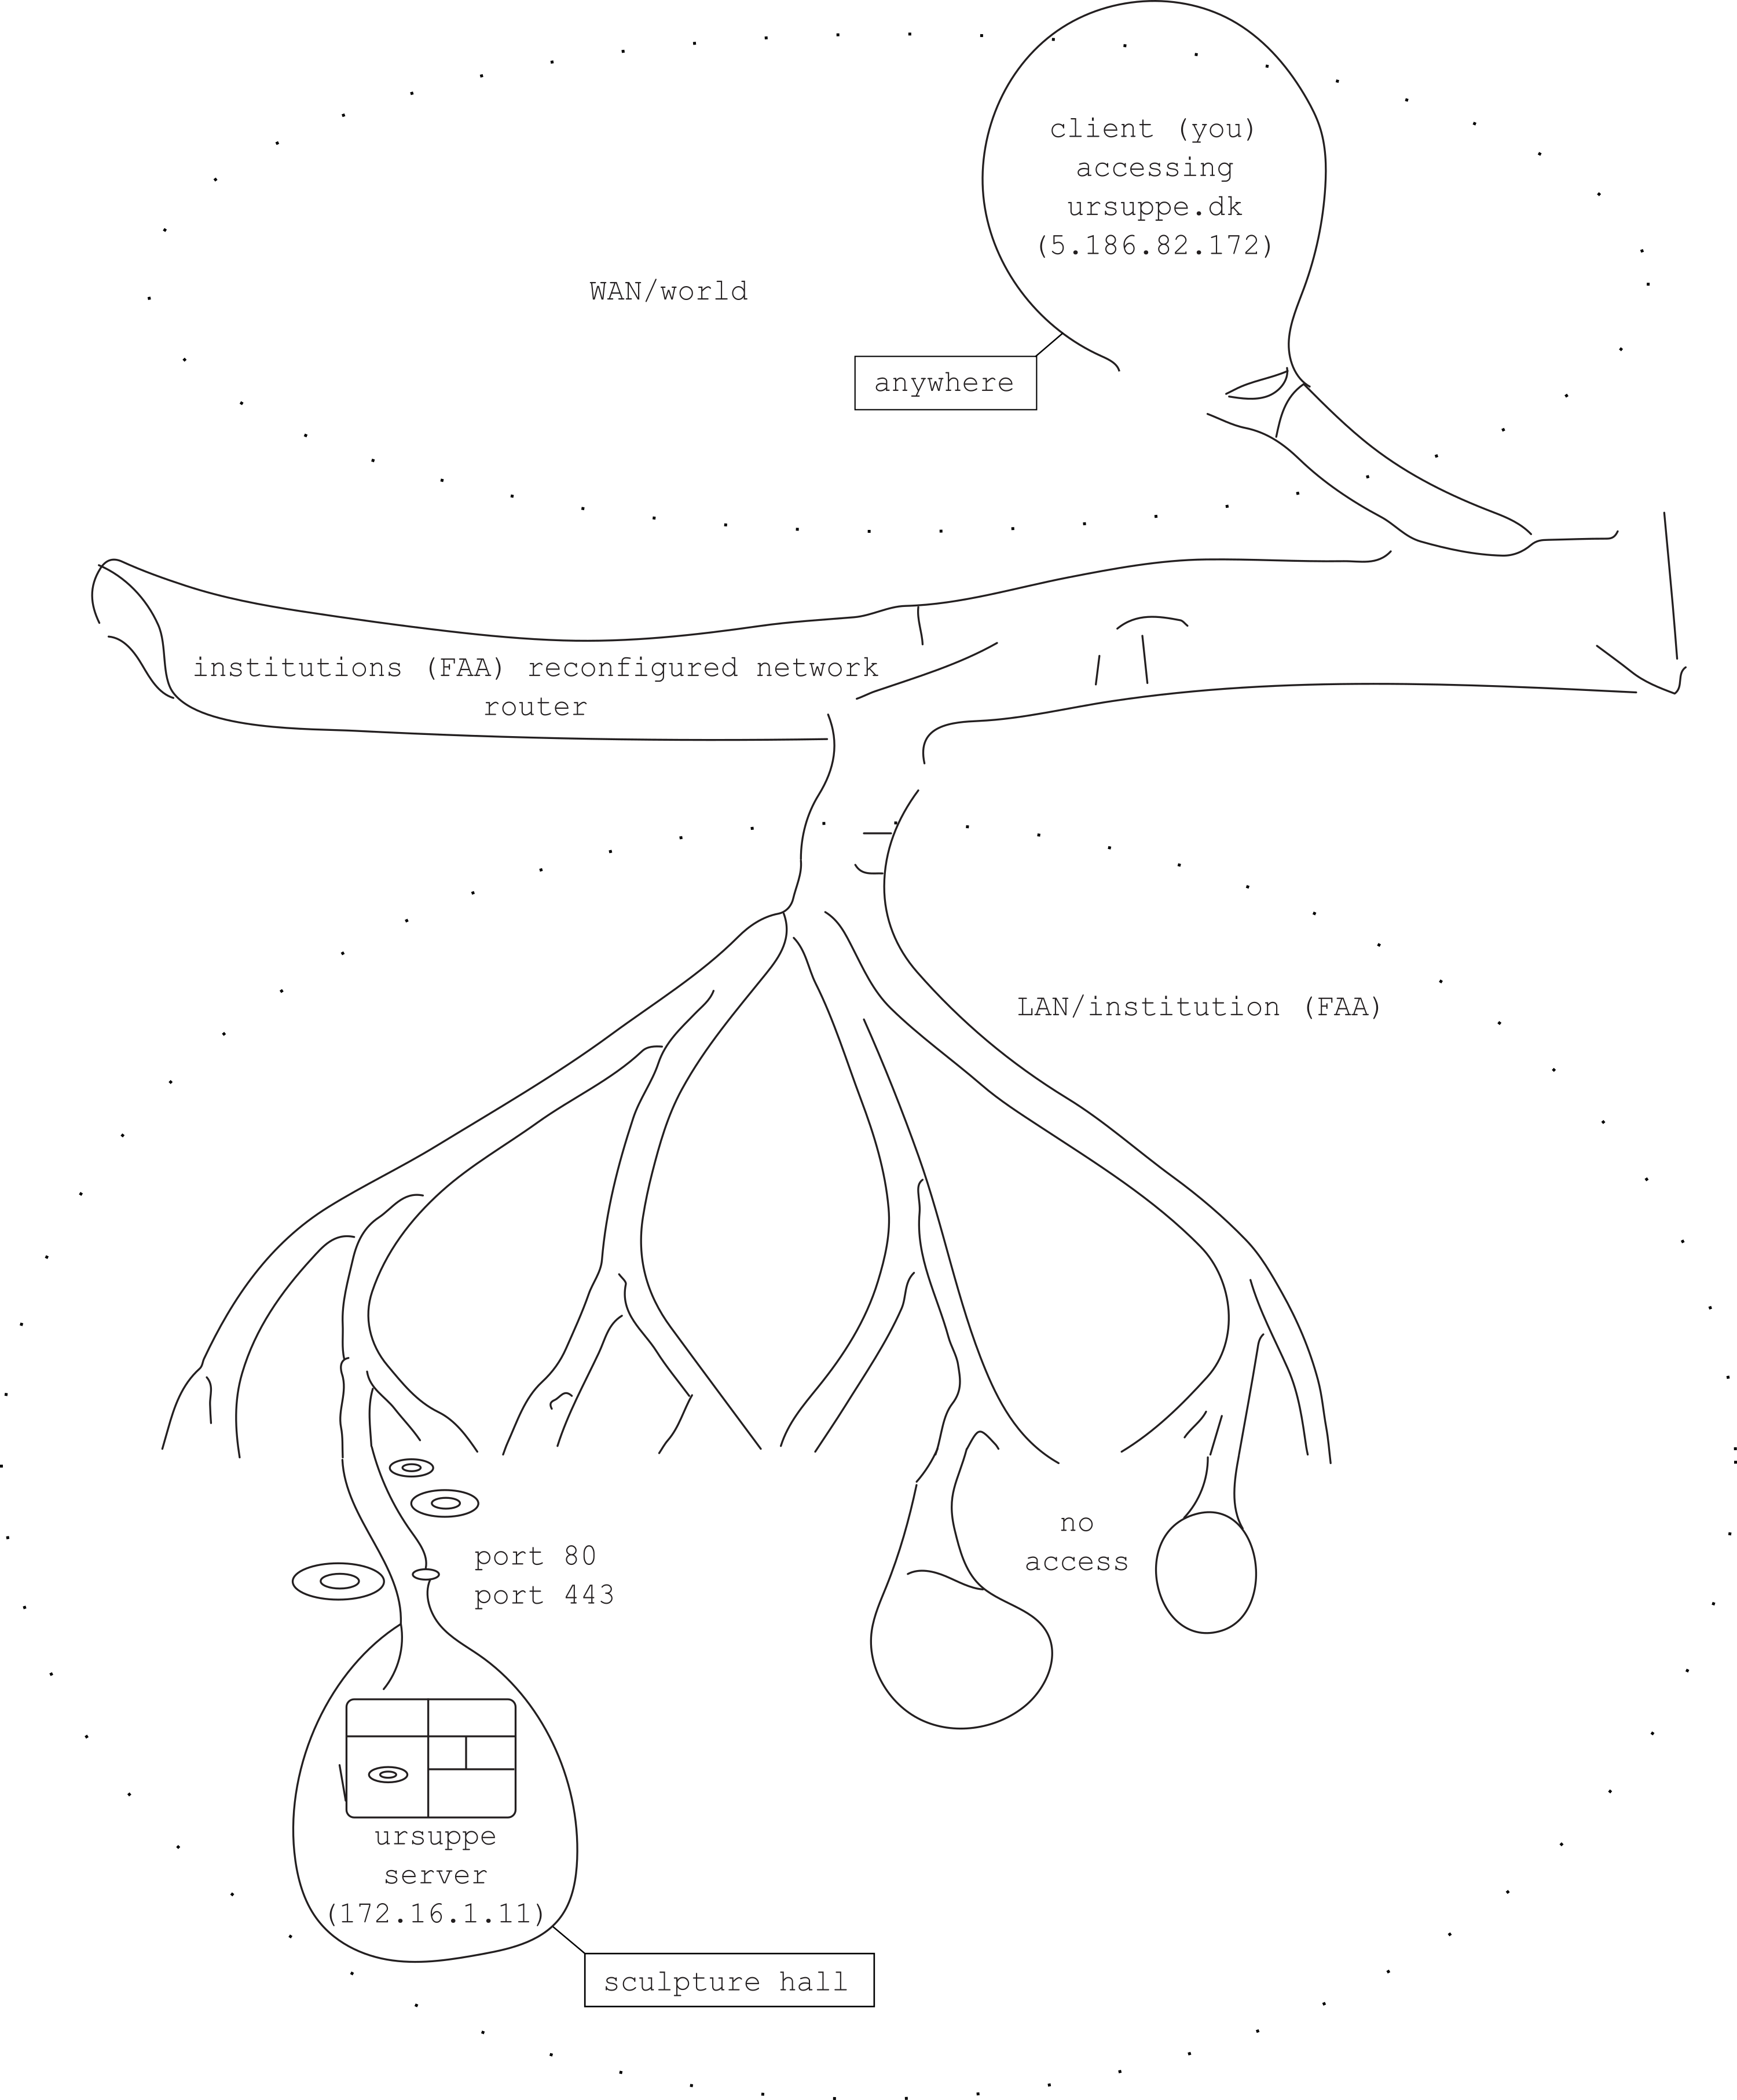 client (you)
accessing
ursuppe.dk
(5.186.82.172)
WAN/world
anywhere
institutions (FAA) reconfigured network
router
LAN/institution (FAA)
no
access
port 80
port 443
ursuppe
server
(172.16.1.11)
sculpture hall